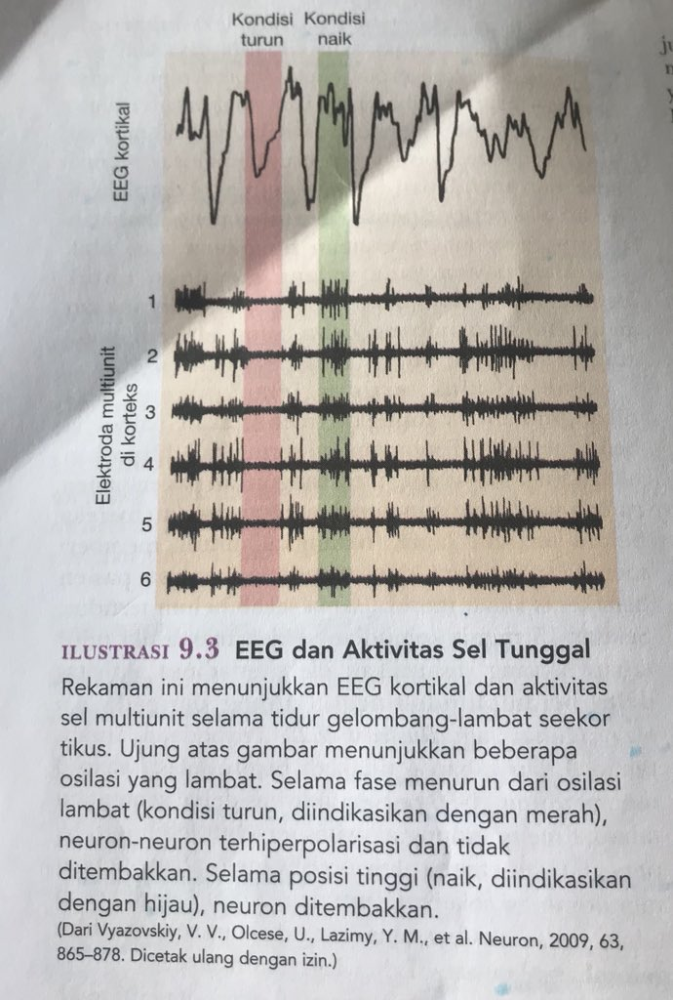 Kondisi turun
Kondisi naik
EEG kortikal
Elektroda multiunit
di korteks
1
2
3
4
5
6
ILUSTRASI 9.3 EEG dan Aktivitas Sel Tunggal
Rekaman ini menunjukkan EEG kortikal dan aktivitas
sel multiunit selama tidur gelombang-lambat seekor
tikus. Ujung atas gambar menunjukkan beberapa
osilasi yang lambat. Selama fase menurun dari osilasi
lambat (kondisi turun, diindikasikan dengan merah),
neuron-neuron terhiperpolarisasi dan tidak
ditembakkan. Selama posisi tinggi (naik, diindikasikan
dengan hijau), neuron ditembakkan.
(Dari Vyazovskiy, V. V., Olcese, U., Lazimy, Y. M., et al. Neuron, 2009, 63,
865–878. Dicetak ulang dengan izin.)